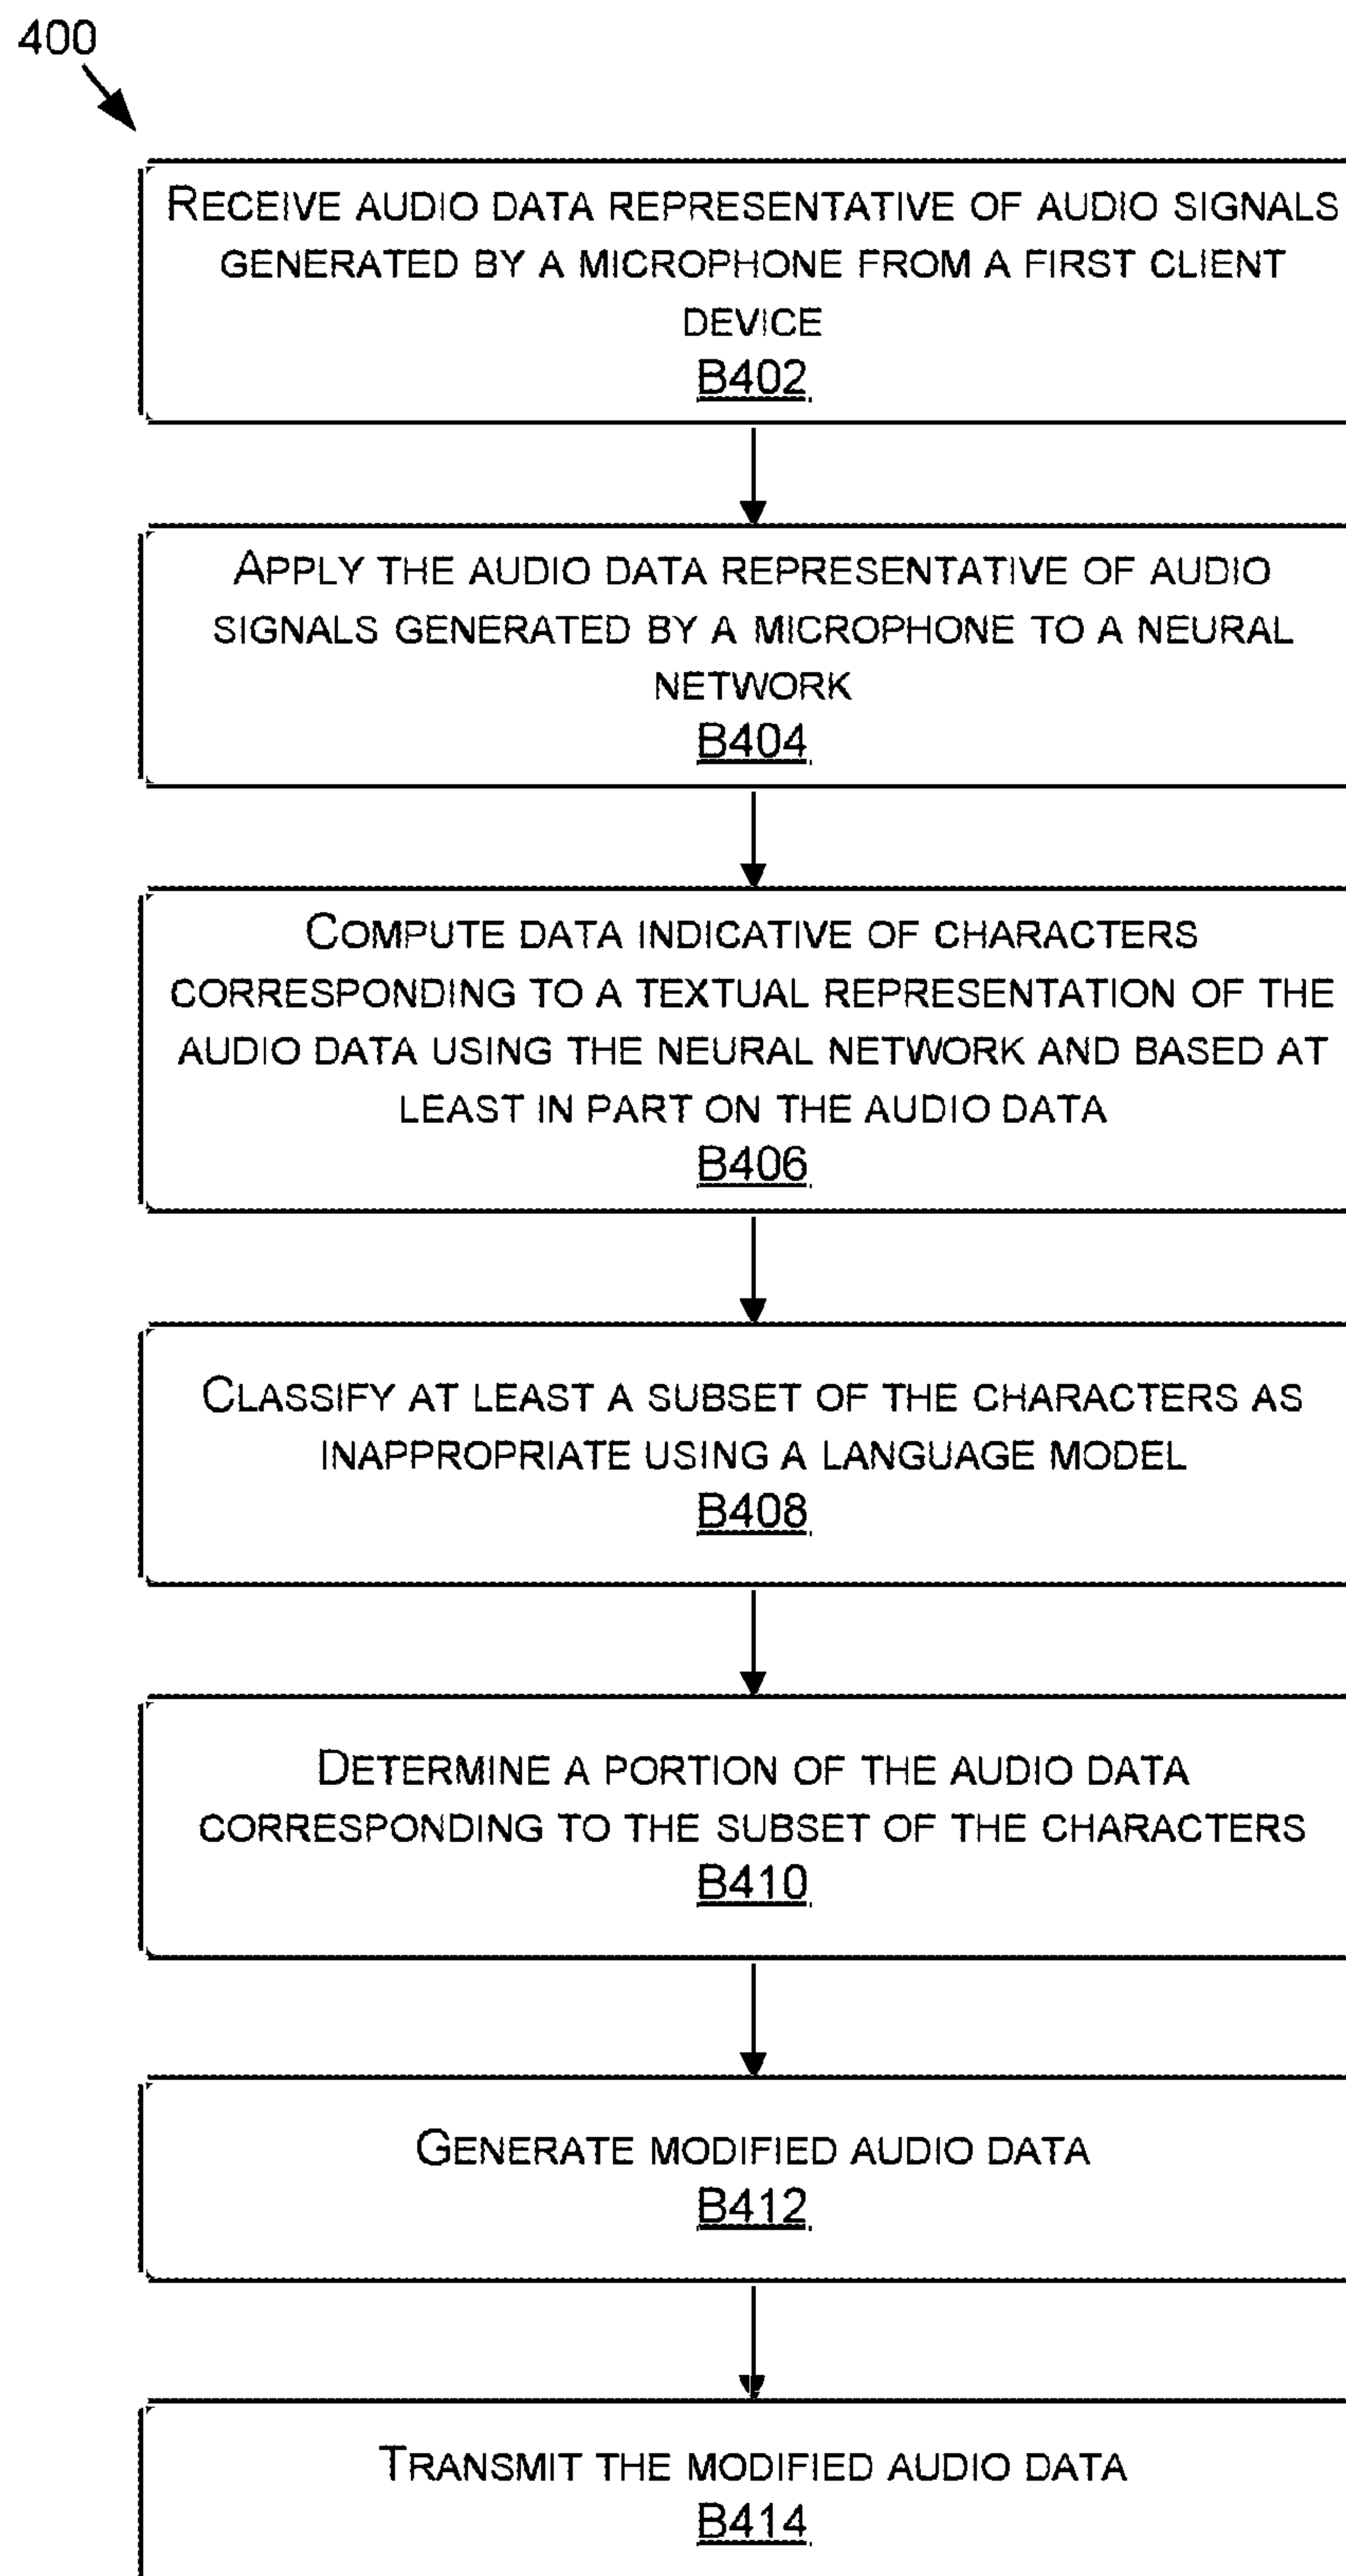 400
RECEIVE AUDIO DATA REPRESENTATIVE OF AUDIO SIGNALS
GENERATED BY A MICROPHONE FROM A FIRST CLIENT
DEVICE
B402
APPLY THE AUDIO DATA REPRESENTATIVE OF AUDIO
SIGNALS GENERATED BY A MICROPHONE TO A NEURAL
NETWORK
B404
COMPUTE DATA INDICATIVE OF CHARACTERS
CORRESPONDING TO A TEXTUAL REPRESENTATION OF THE
AUDIO DATA USING THE NEURAL NETWORK AND BASED AT
LEAST IN PART ON THE AUDIO DATA
B406
CLASSIFY AT LEAST A SUBSET OF THE CHARACTERS AS
INAPPROPRIATE USING A LANGUAGE MODEL
B408
DETERMINE A PORTION OF THE AUDIO DATA
CORRESPONDING TO THE SUBSET OF THE CHARACTERS
B410
GENERATE MODIFIED AUDIO DATA
B412
TRANSMIT THE MODIFIED AUDIO DATA
B414